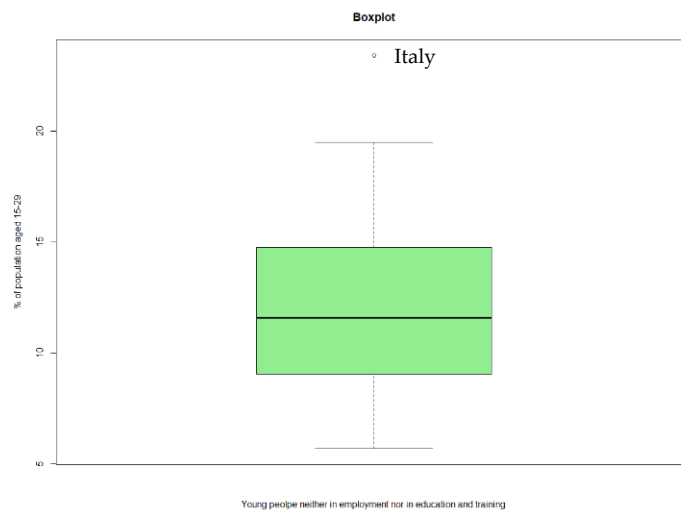 Boxplot
Italy
20
15
10
5
% of population aged 15-29
Young peolpe neither in employment nor in education and training